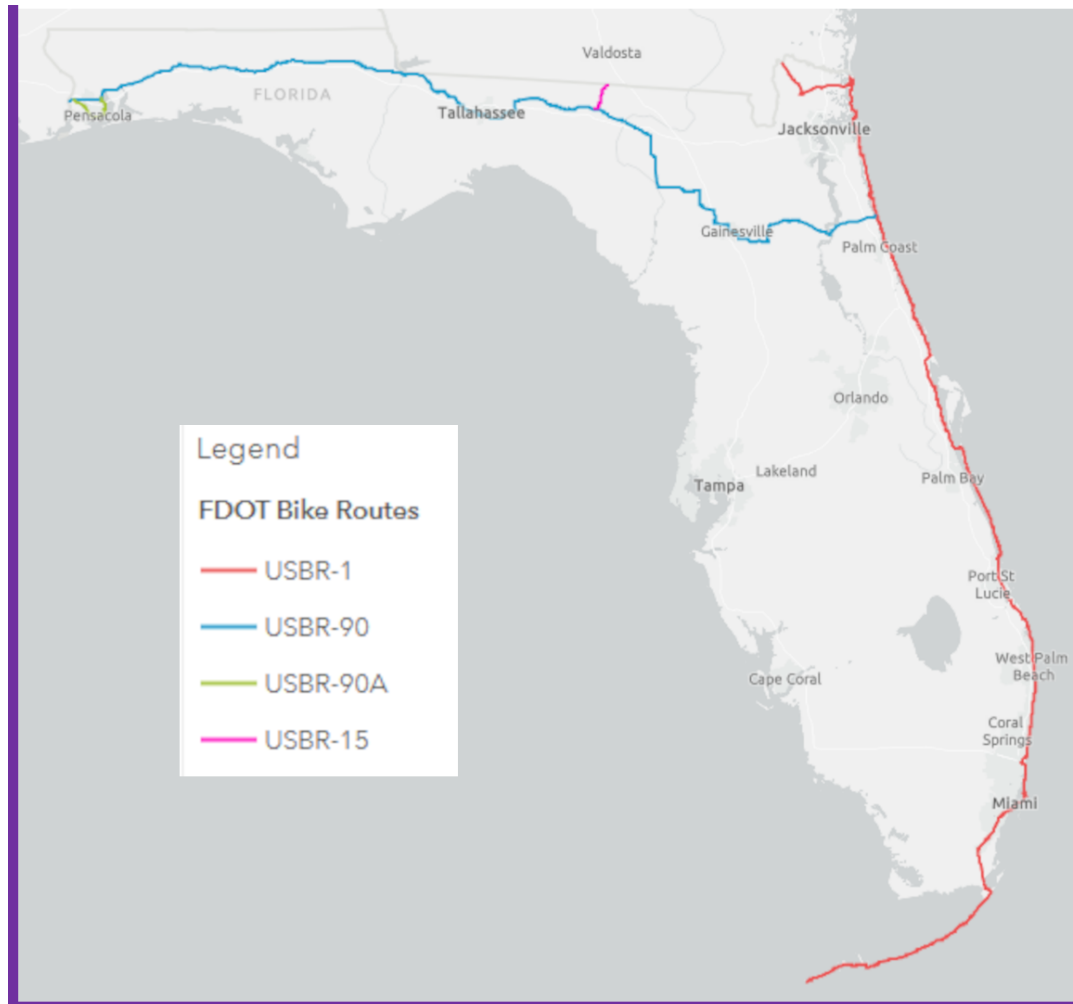 Valdosta
FLORIDA
Pensacola
Tallahassee
Jacksonville
Gainesville
Palm Coast
Orlando
Lakeland
Tampa
Palm Bay
Port St
Lucie
West Palm
Beach
Cape Coral
Coral
Springs
Miami
Legend
FDOT Bike Routes
USBR-1
USBR-90
USBR-90A
USBR-15